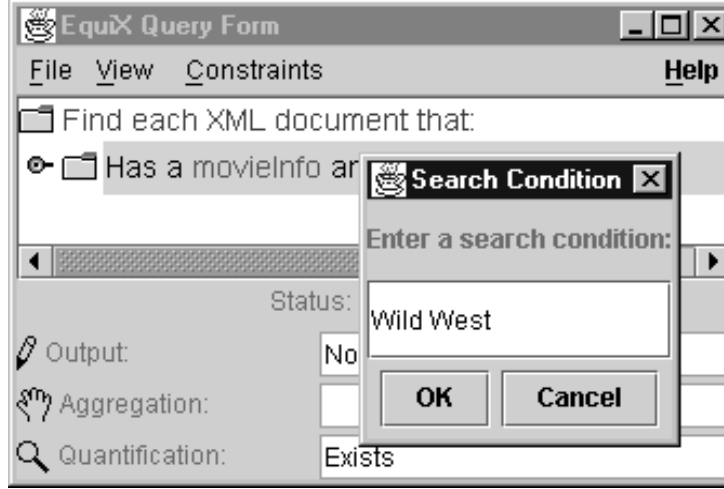 EquiX Query Form
File View Constraints Help
Find each XML document that:
Has a movieInfo
Search Condition
Enter a search condition:
Wild West
OK Cancel
Status:
Output: No
Aggregation:
Quantification: Exists